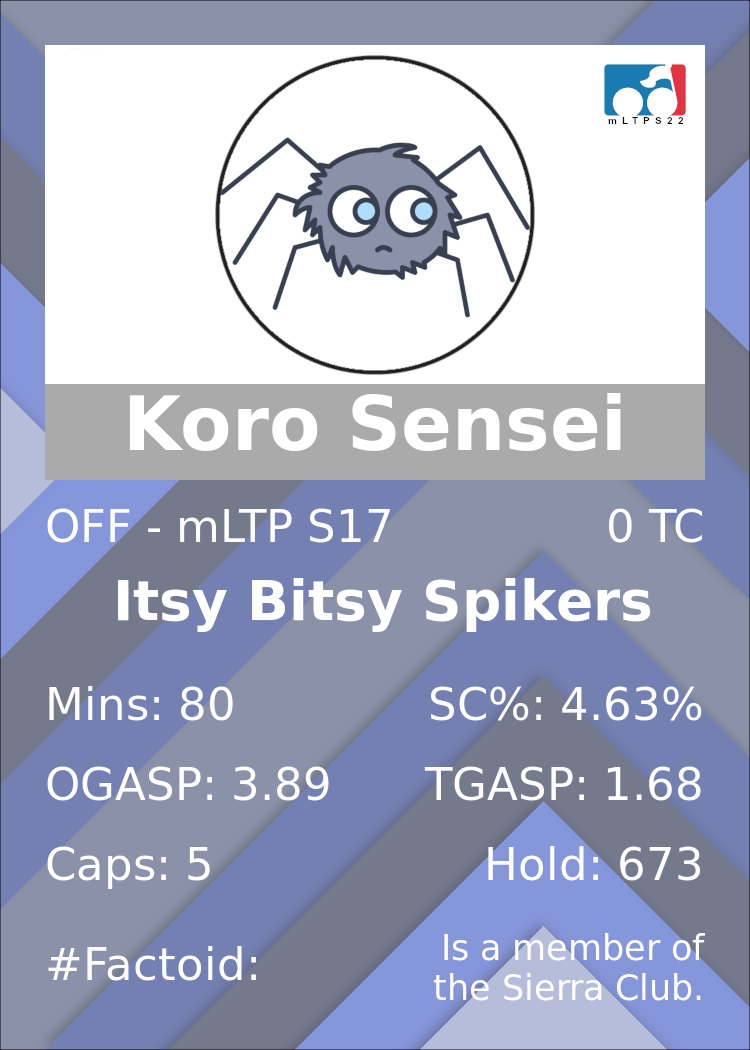 mLTPS22
Koro Sensei
OFF - mLTP S17 0 TC
Itsy Bitsy Spikers
Mins: 80 SC%: 4.63%
OGASP: 3.89 TGASP: 1.68
Caps: 5 Hold: 673
#Factoid: Is a member of
the Sierra Club.